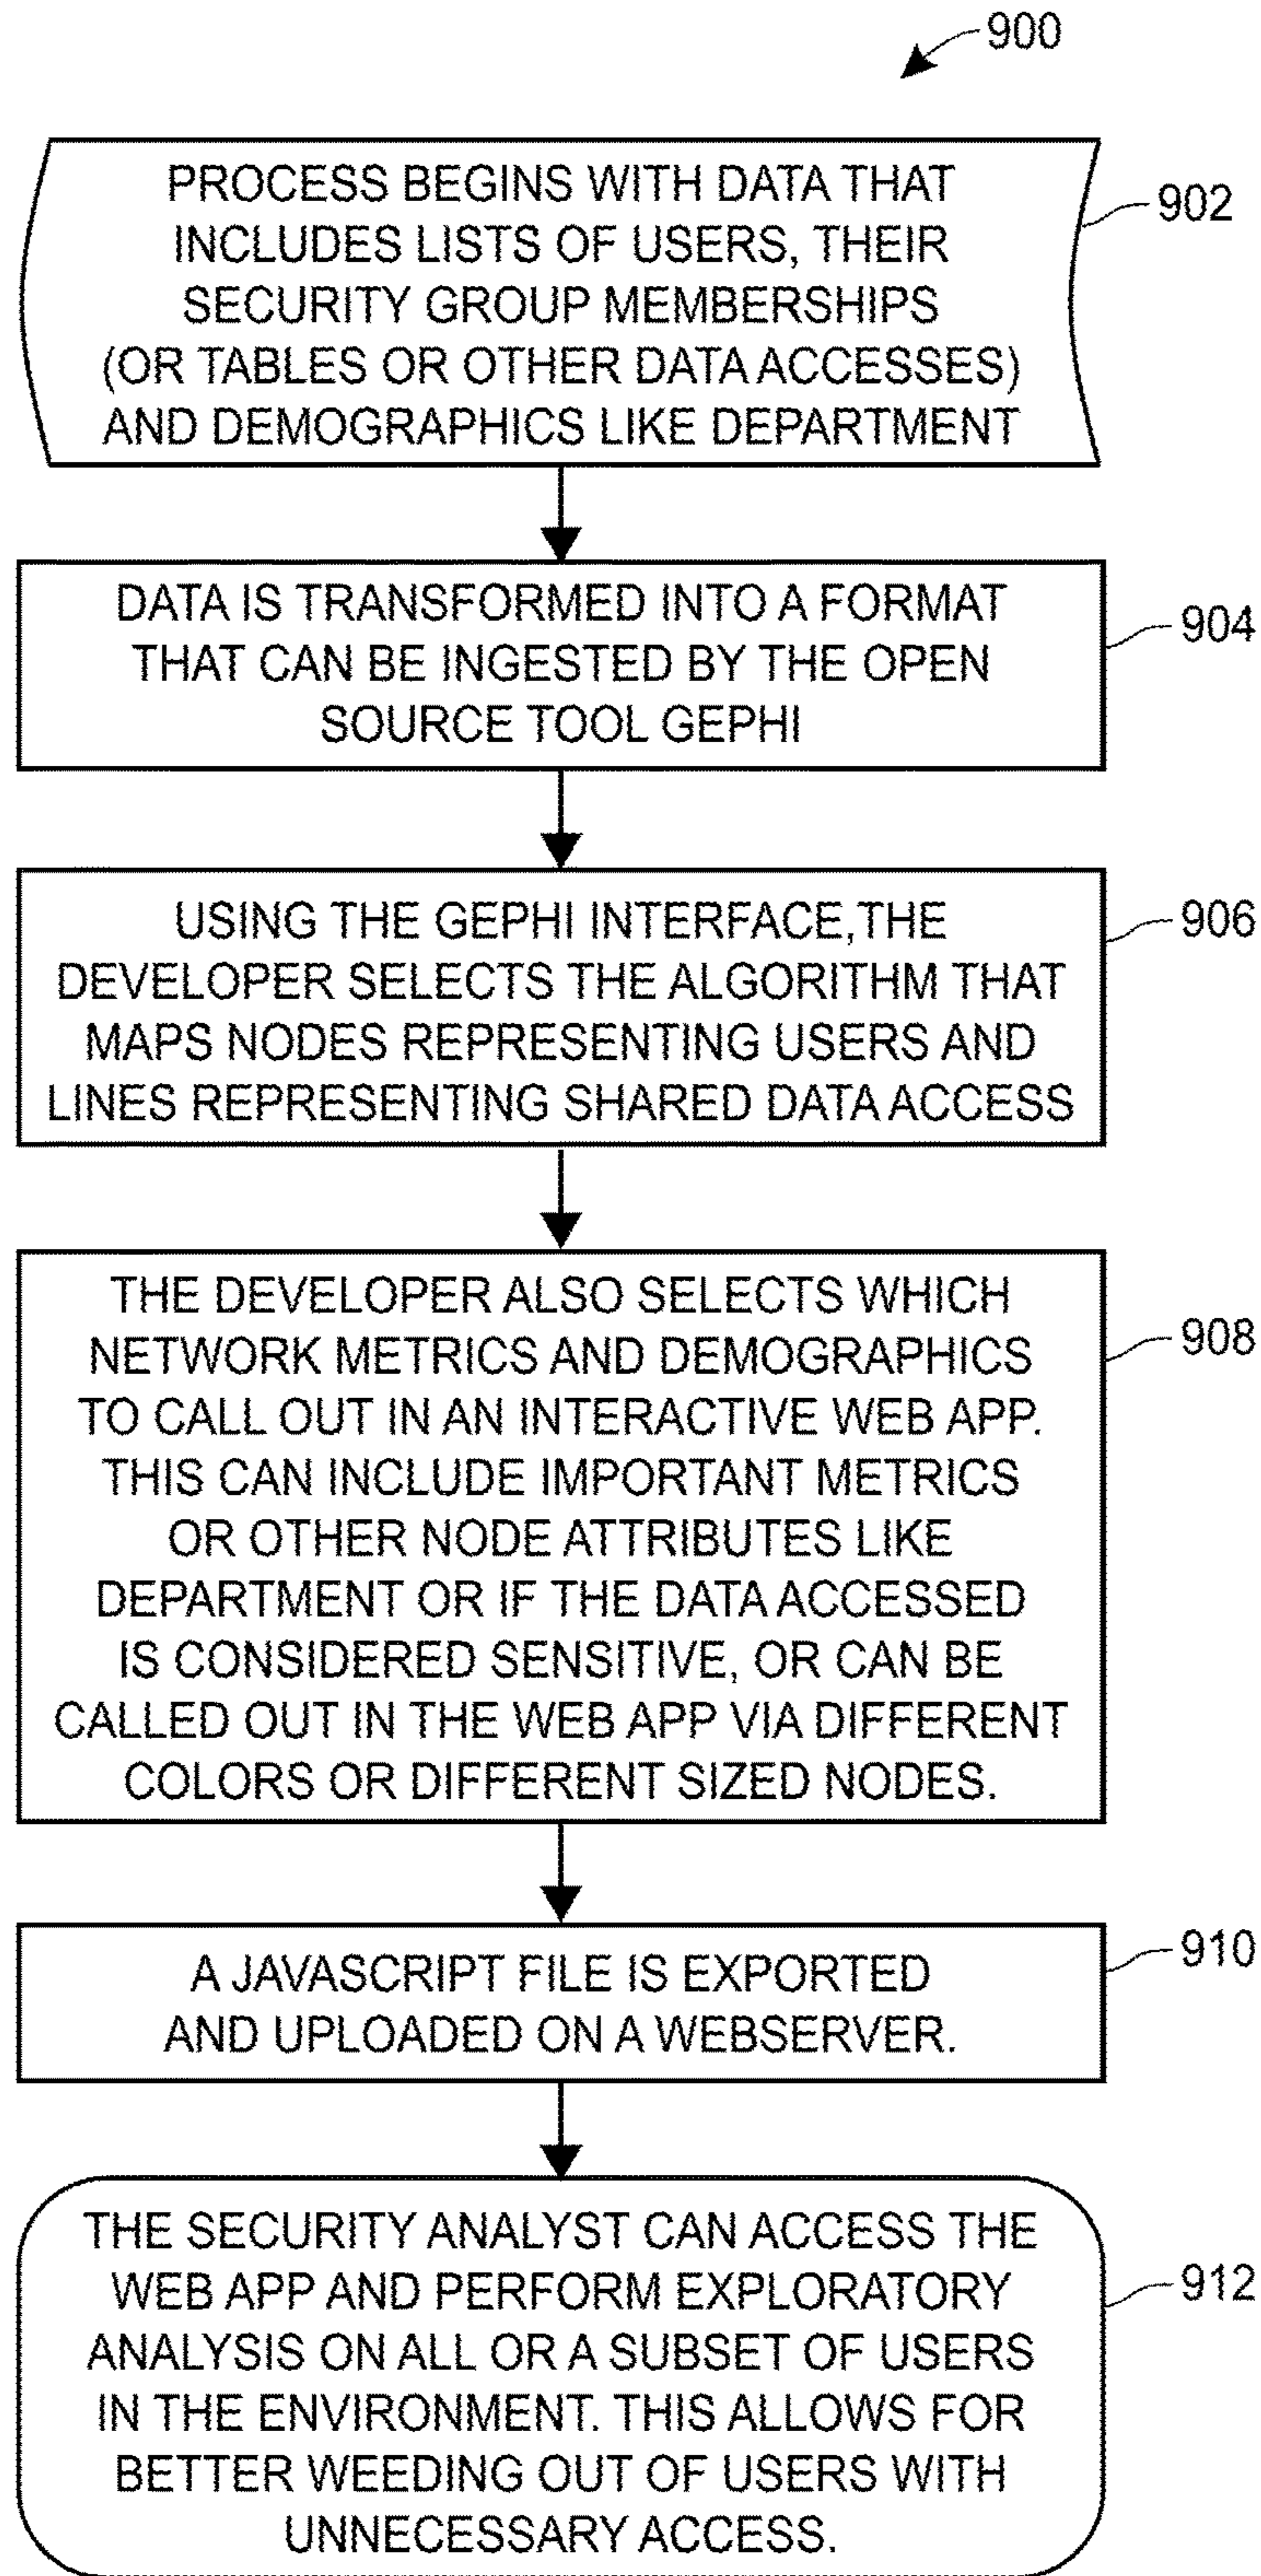 900
PROCESS BEGINS WITH DATA THAT
INCLUDES LISTS OF USERS, THEIR
SECURITY GROUP MEMBERSHIPS
(OR TABLES OR OTHER DATA ACCESSES)
AND DEMOGRAPHICS LIKE DEPARTMENT
902
DATA IS TRANSFORMED INTO A FORMAT
THAT CAN BE INGESTED BY THE OPEN
SOURCE TOOL GEPHI
904
USING THE GEPHI INTERFACE,THE
DEVELOPER SELECTS THE ALGORITHM THAT
MAPS NODES REPRESENTING USERS AND
LINES REPRESENTING SHARED DATA ACCESS
906
THE DEVELOPER ALSO SELECTS WHICH
NETWORK METRICS AND DEMOGRAPHICS
TO CALL OUT IN AN INTERACTIVE WEB APP.
THIS CAN INCLUDE IMPORTANT METRICS
OR OTHER NODE ATTRIBUTES LIKE
DEPARTMENT OR IF THE DATA ACCESSED
IS CONSIDERED SENSITIVE, OR CAN BE
CALLED OUT IN THE WEB APP VIA DIFFERENT
COLORS OR DIFFERENT SIZED NODES.
908
A JAVASCRIPT FILE IS EXPORTED
AND UPLOADED ON A WEBSERVER.
910
THE SECURITY ANALYST CAN ACCESS THE
WEB APP AND PERFORM EXPLORATORY
ANALYSIS ON ALL OR A SUBSET OF USERS
IN THE ENVIRONMENT. THIS ALLOWS FOR
BETTER WEEDING OUT OF USERS WITH
UNNECESSARY ACCESS.
912